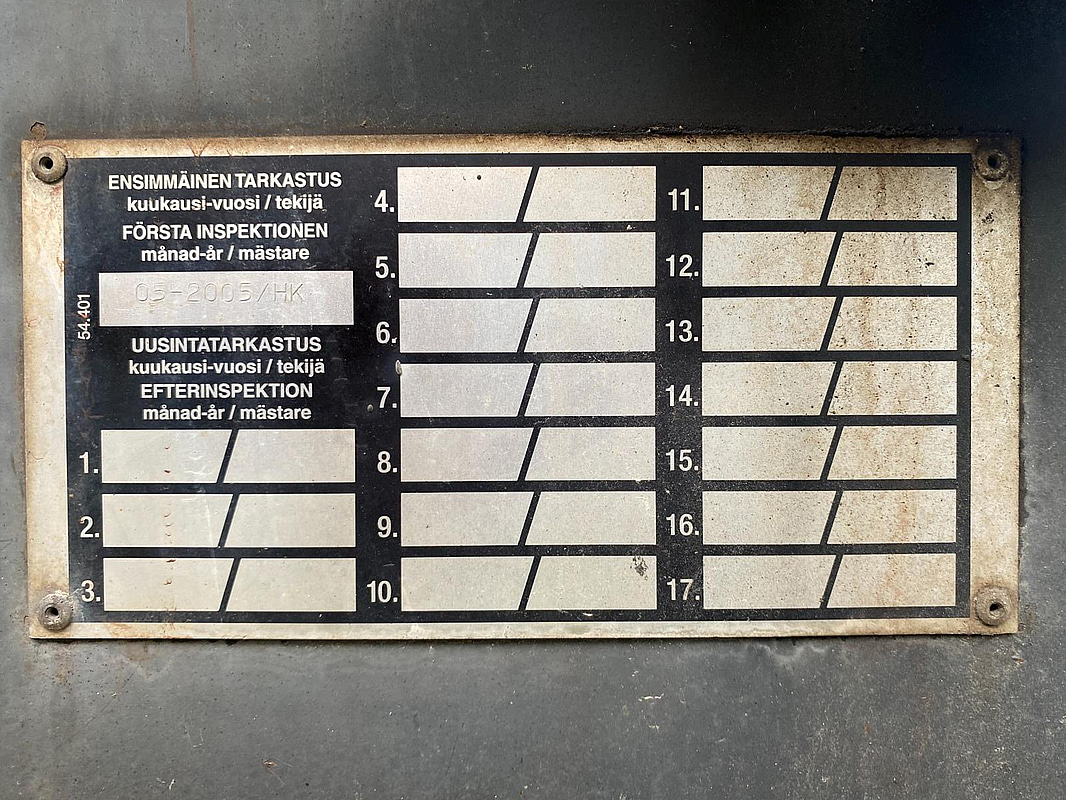 ENSIMMÄINEN TARKASTUS
kuukausi-vuosi / tekijä
FÖRSTA INSPEKTIONEN
månad-år / mästare
05-2005/HK
54.401
UUSINTATARKASTUS
kuukausi-vuosi / tekijä
EFTERINSPEKTION
månad-år / mästare
1.
2.
3.
4.
5.
6.
7.
8.
9.
10.
11.
12.
13.
14.
15.
16.
17.